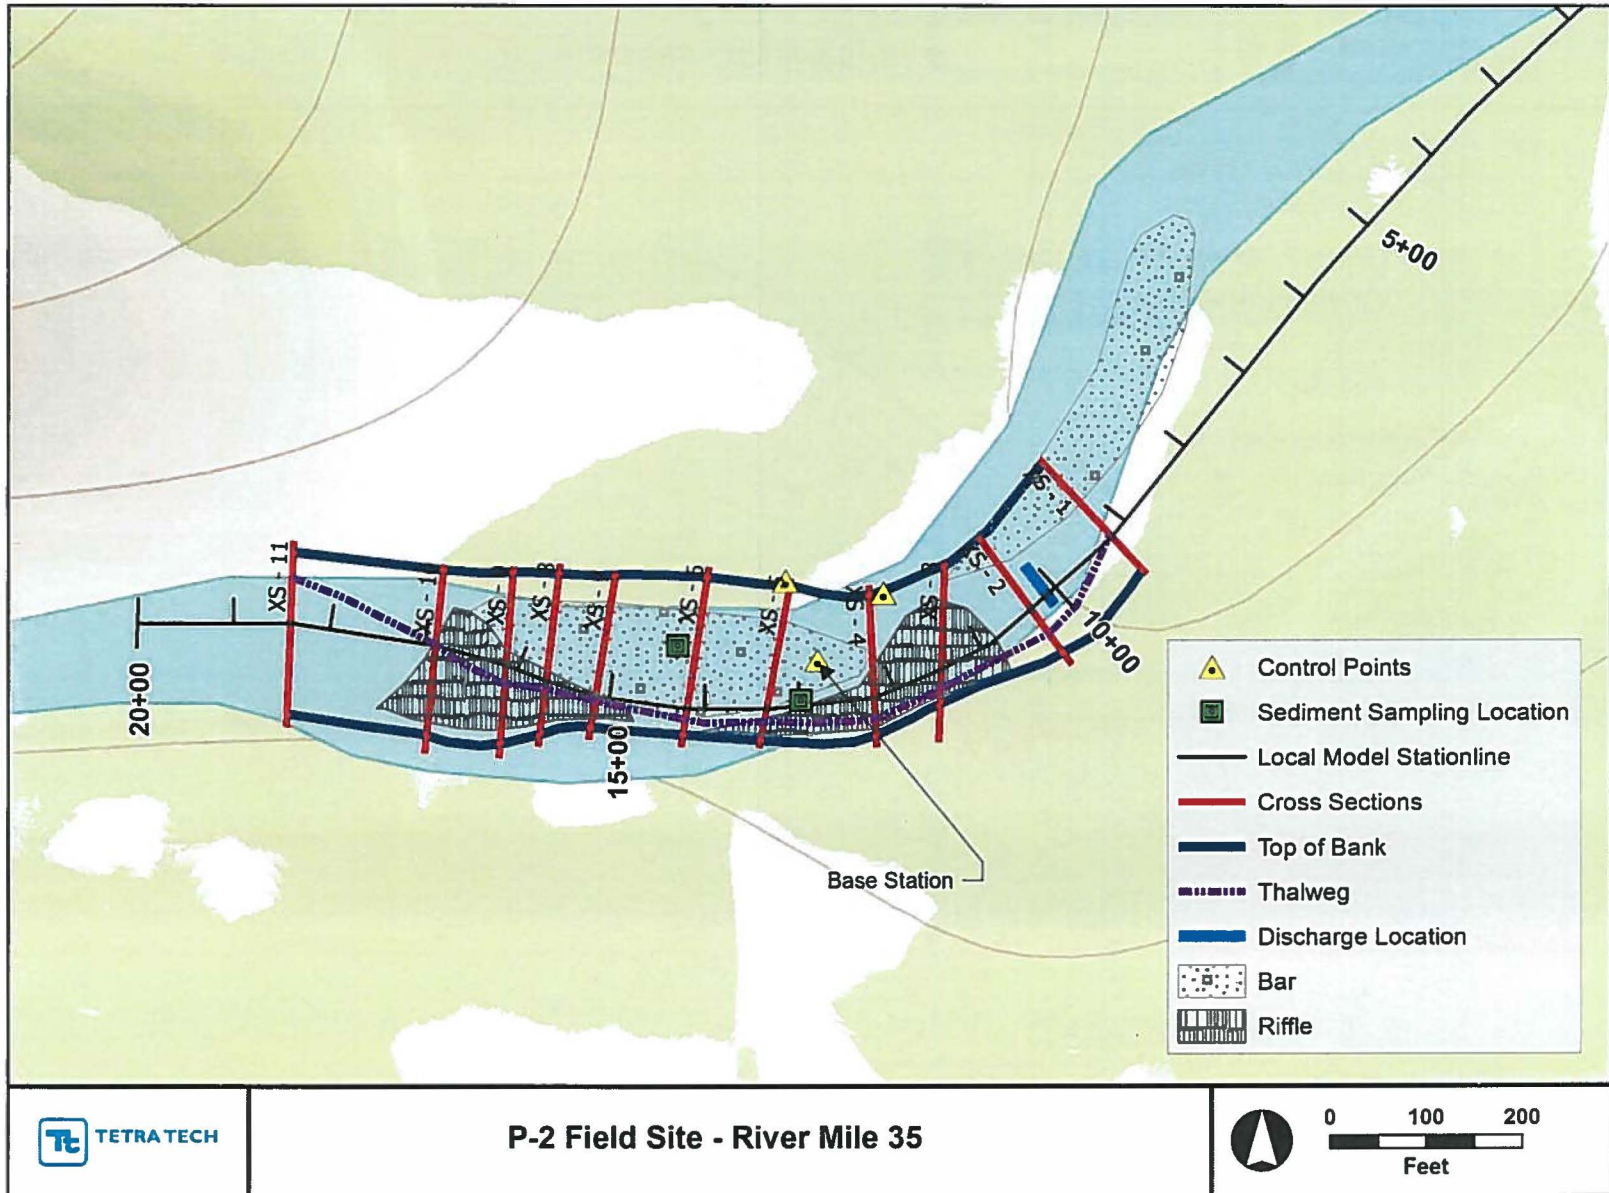 5+00
XS - 1
XS - 11
XS - 1
XS - 8
XS - 5
XS - 4
XS - 2
10+00
20+00
15+00
Base Station
Control Points
Sediment Sampling Location
Local Model Stationline
Cross Sections
Top of Bank
Thalweg
Discharge Location
Bar
Riffle
Tt TETRA TECH
P-2 Field Site - River Mile 35
0 100 200
Feet